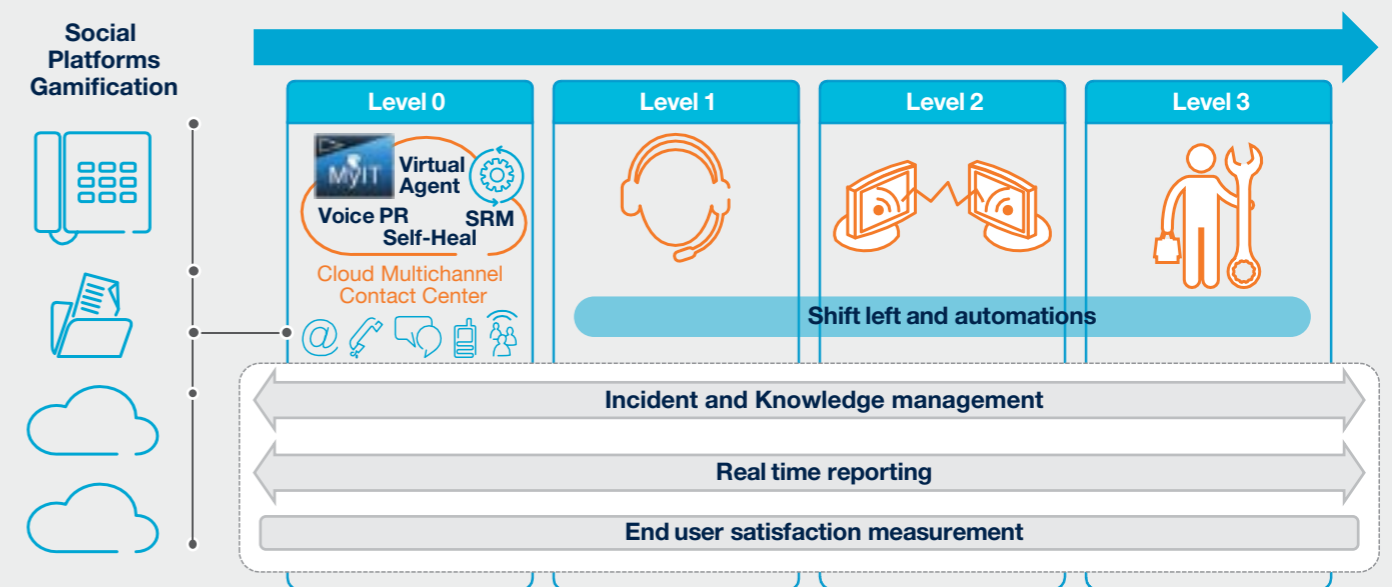 Social
Platforms
Gamification
Level 0
Level 1
Level 2
Level 3
MyIT
Virtual
Agent
Voice PR
SRM
Self-Heal
Cloud Multichannel
Contact Center
@
Shift left and automations
Incident and Knowledge management
Real time reporting
End user satisfaction measurement